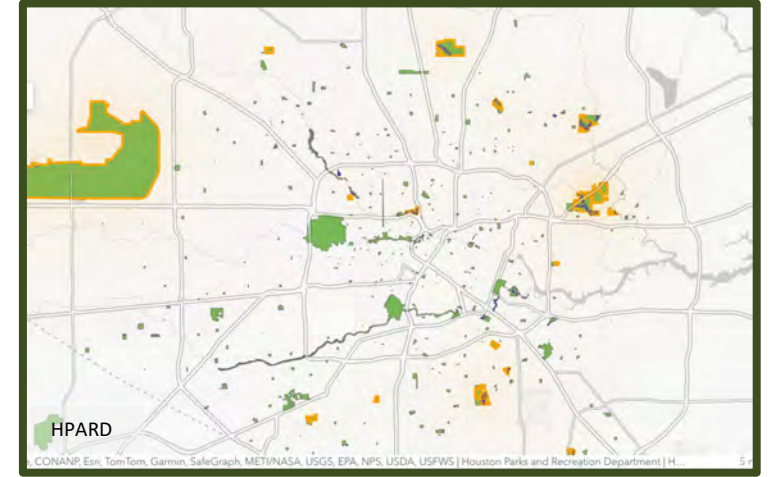 HPARD
, CONANP, Esri, TomTom, Garmin, SafeGraph, METI/NASA, USGS, EPA, NPS, USDA, USFWS | Houston Parks and Recreation Department | H...